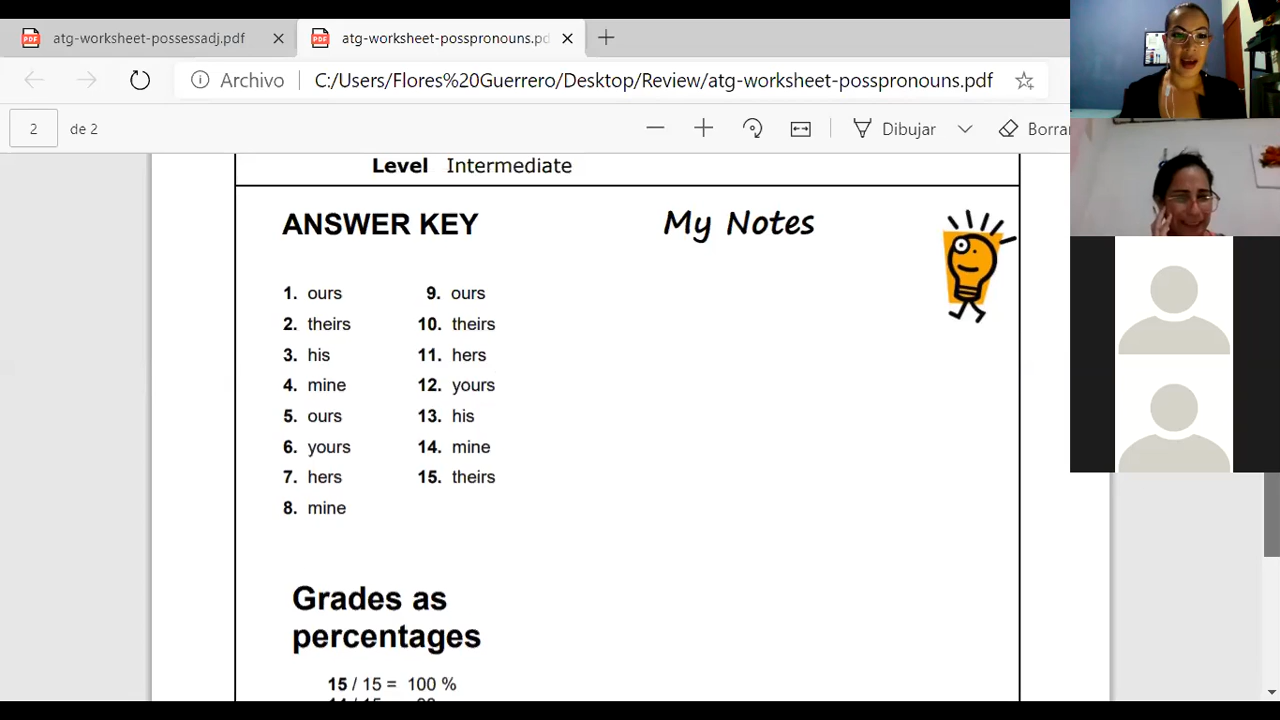 atg-worksheet-possessadj.pdf
atg-worksheet-posspronouns.pd
Archivo C:/Users/Flores%20Guerrero/Desktop/Review/atg-worksheet-posspronouns.pdf
2 de 2 Dibujar Borra
Level Intermediate
ANSWER KEY My Notes
1. ours 9. ours
2. theirs 10. theirs
3. his 11. hers
4. mine 12. yours
5. ours 13. his
6. yours 14. mine
7. hers 15. theirs
8. mine
Grades as
percentages
15 / 15 = 100 %